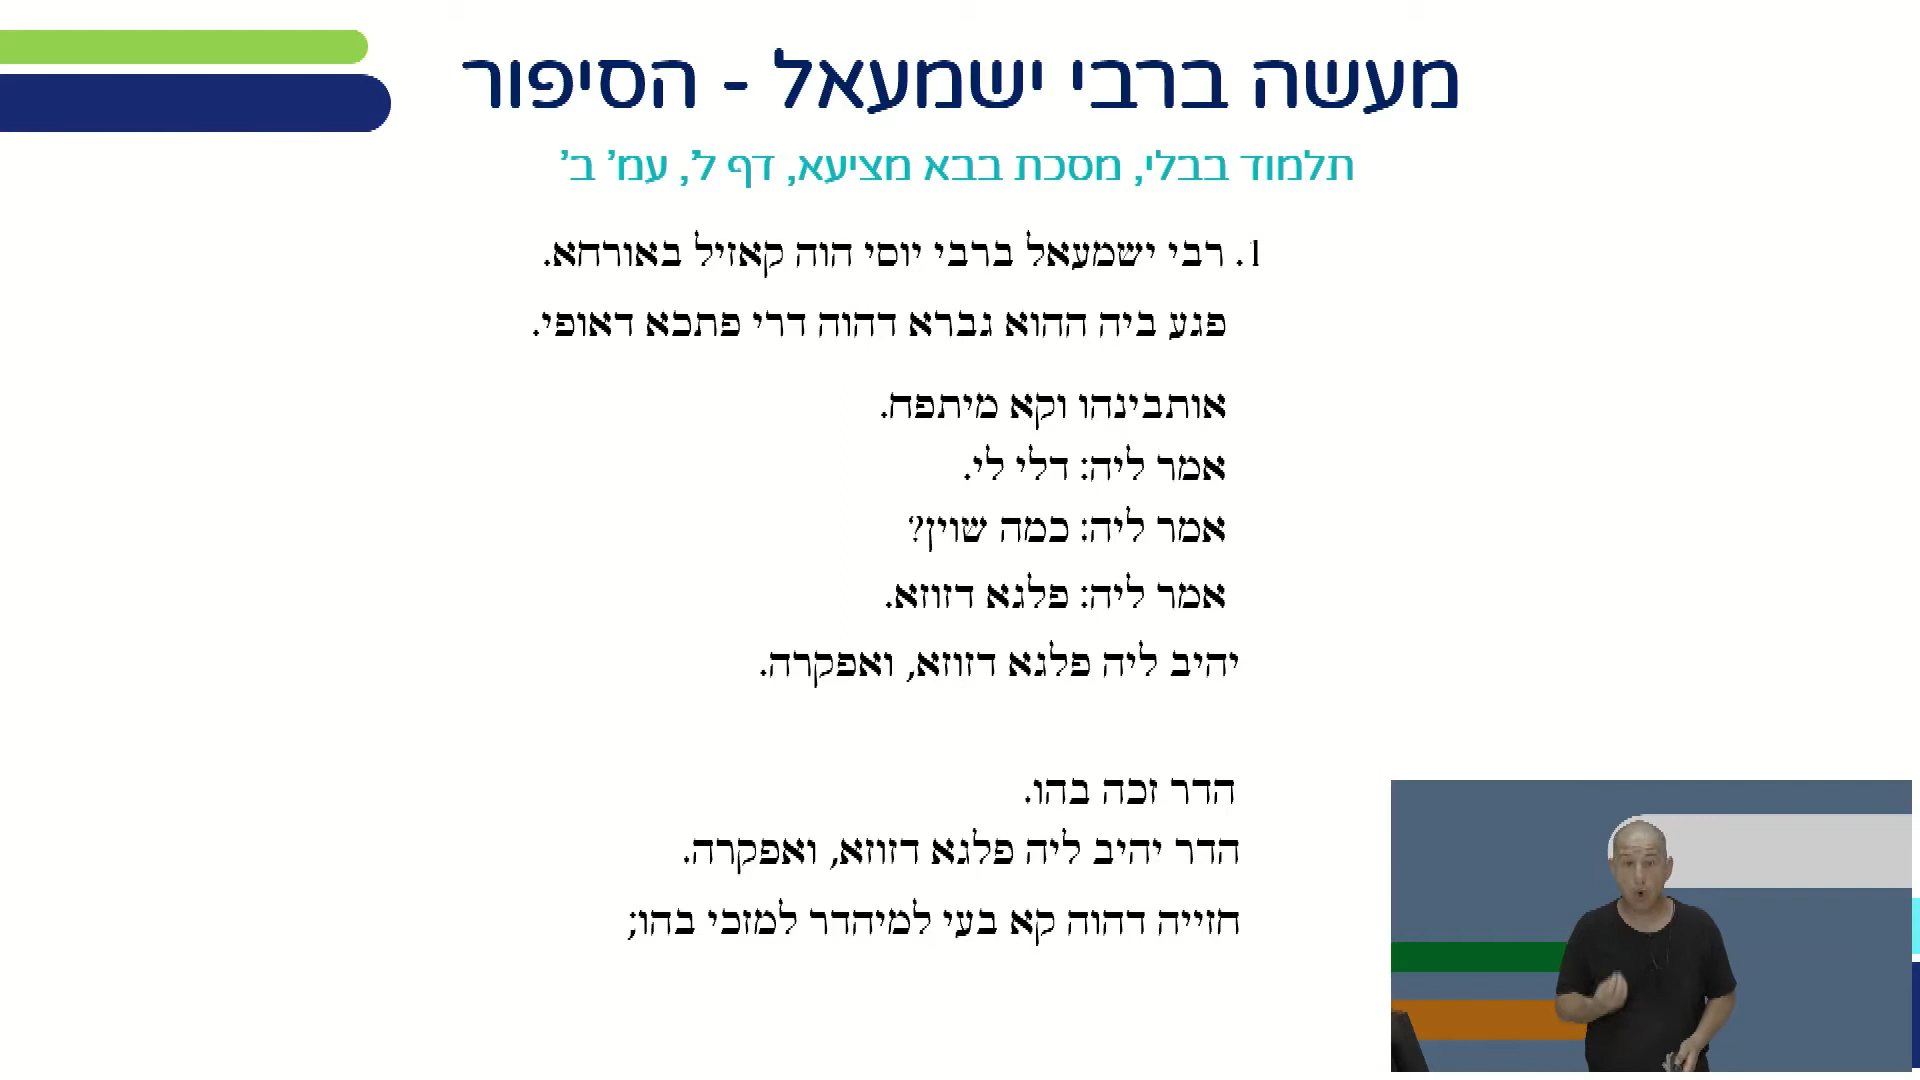 מעשה ברבי ישמעאל - הסיפור
תלמוד בבלי, מסכת בבא מציעא, דף ל', עמ' ב'
1. רבי ישמעאל ברבי יוסי הוה קאזיל באורחא.
פגע ביה ההוא גברא דהוה דרי פתכא דאופי.
אותבינהו וקא מיתפח.
אמר ליה: דלי לי.
אמר ליה: כמה שוין?
אמר ליה: פלגא דזוזא.
יהיב ליה פלגא דזוזא, ואפקרה.
הדר זכה בהו.
הדר יהיב ליה פלגא דזוזא, ואפקרה.
חזייה דהוה קא בעי למיהדר למזכי בהו;